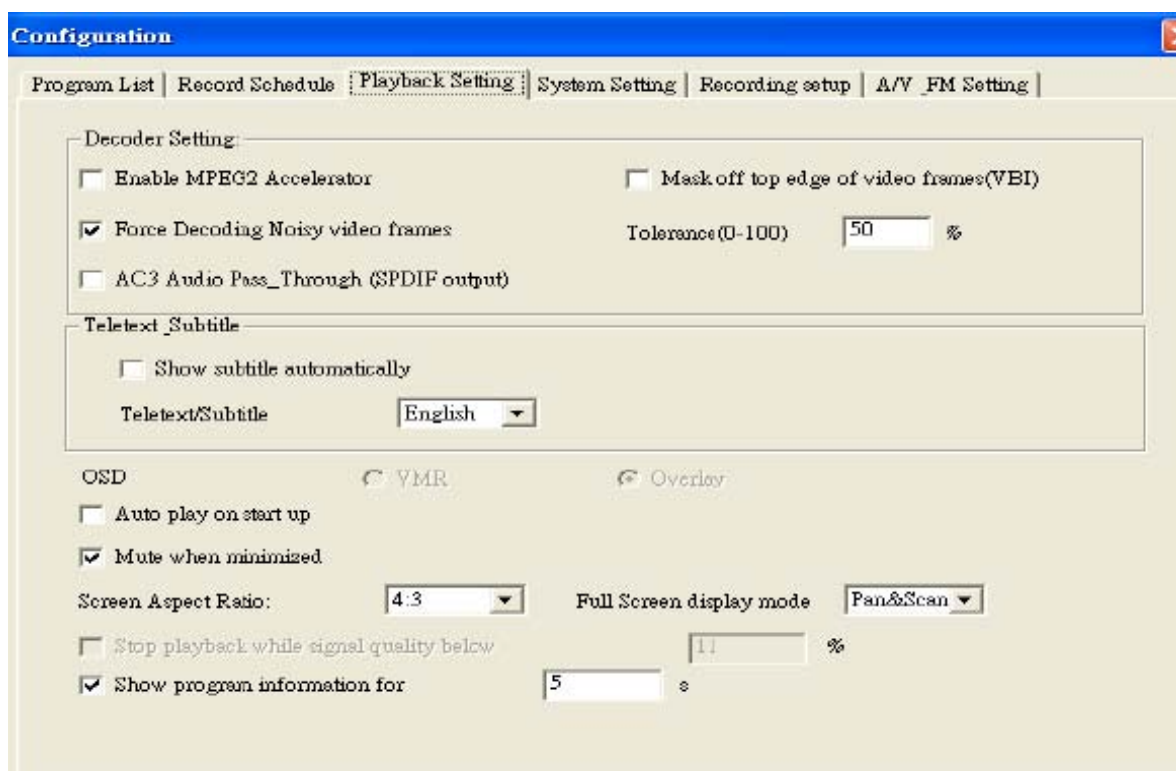 Configuration
Program List | Record Schedule | Playback Setting | System Setting | Recording setup | A/V _FM Setting
Decoder Setting:
Enable MPEG2 Accelerator
Mask off top edge of video frames(VBI)
Force Decoding Noisy video frames
Tolerance(0-100) 50 %
AC3 Audio Pass_Through (SPDIF output)
Teletext_Subtitle
Show subtitle automatically
Teletext/Subtitle English
OSD VMR Overlay
Auto play on start up
Mute when minimized
Screen Aspect Ratio: 4:3 Full Screen display mode Pan&Scan
Stop playback while signal quality below 11 %
Show program information for 5 s